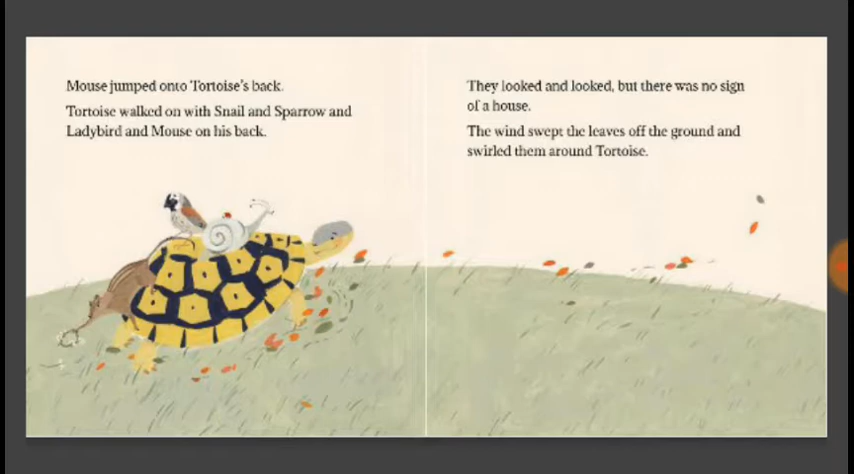 Mouse jumped onto Tortoise's back.
Tortoise walked on with Snail and Sparrow and
Ladybird and Mouse on his back.
They looked and looked, but there was no sign
of a house.
The wind swept the leaves off the ground and
swirled them around Tortoise.